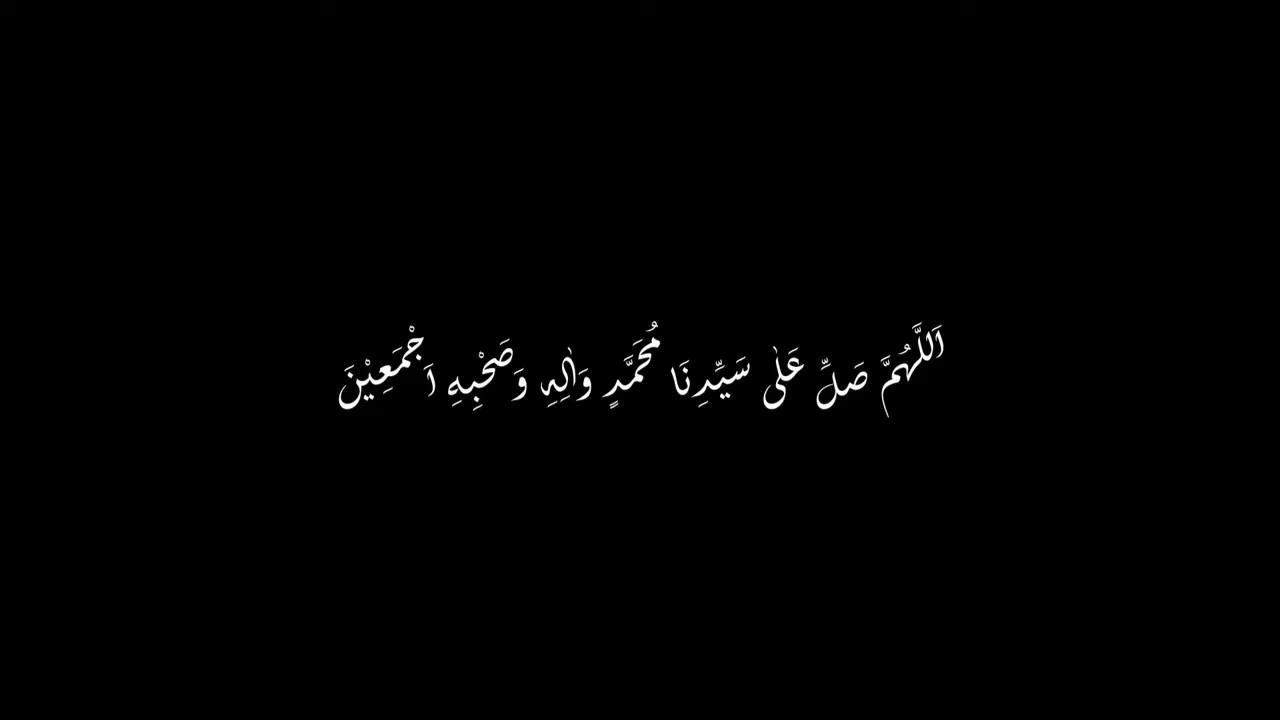 اَللّٰهُمَّ صَلِّ عَلٰى سَيِّدِنَا مُحَمَّدٍ وَاٰلِهِ وَصَحْبِهِ اَجْمَعِيْنَ